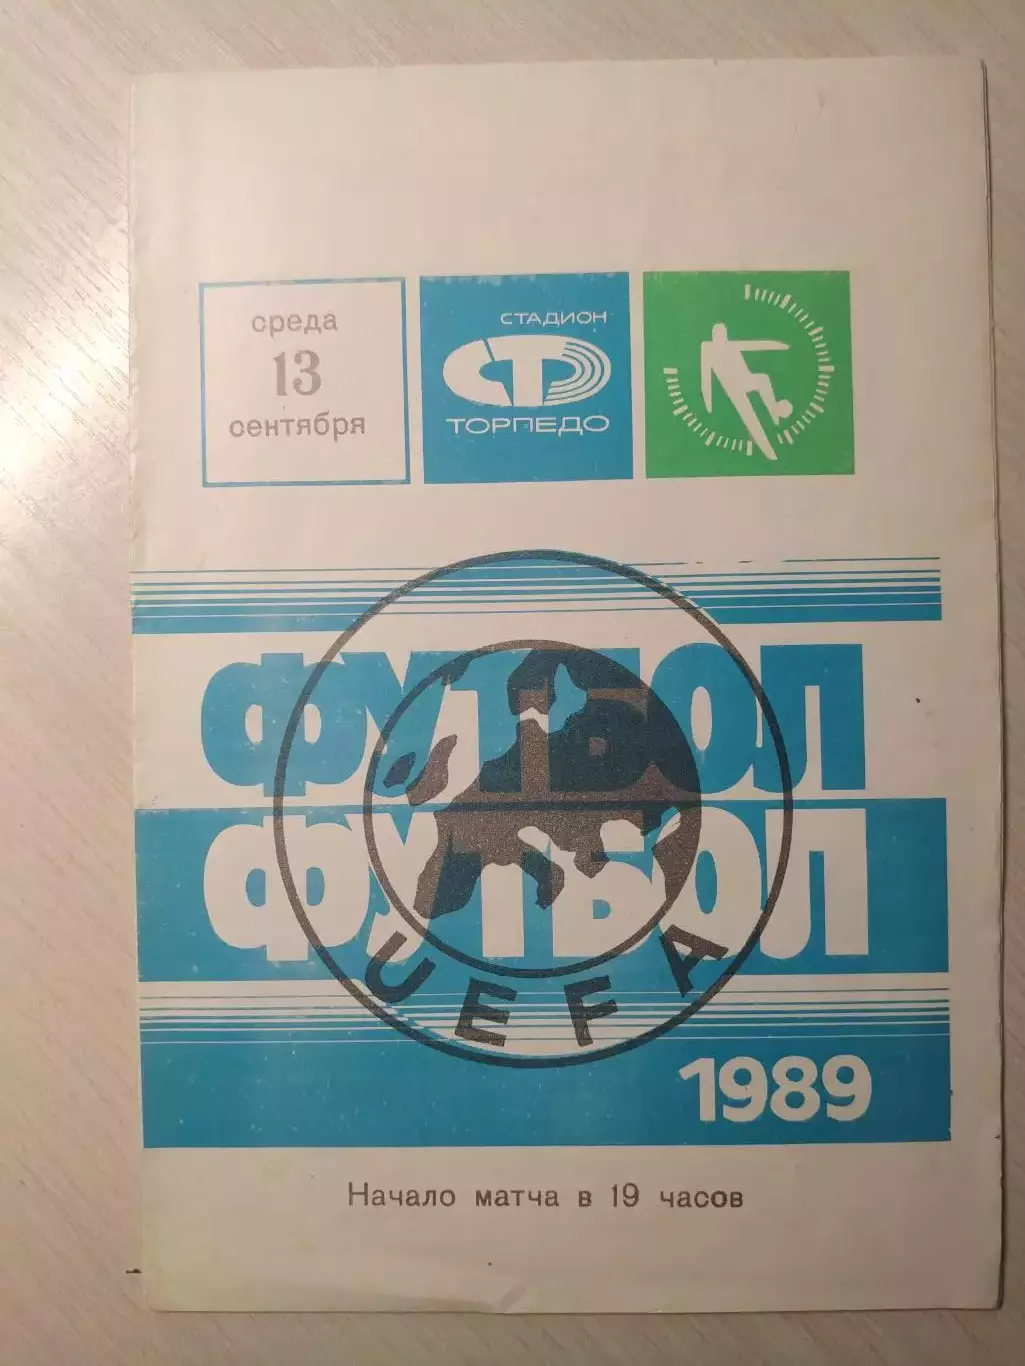 среда
13
сентября
СТАДИОН
СТ
ТОРПЕДО
ФУТБОЛ
ФУТБОЛ
UEFA
1989
Начало матча в 19 часов